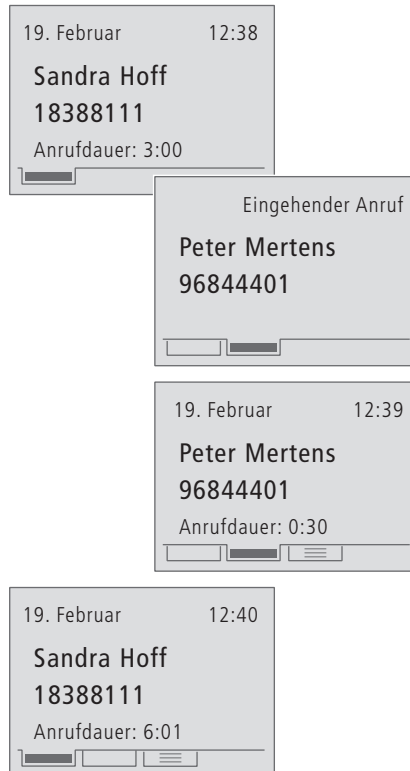 19. Februar 12:38
Sandra Hoff
18388111
Anrufdauer: 3:00
Eingehender Anruf
Peter Mertens
96844401
19. Februar 12:39
Peter Mertens
96844401
Anrufdauer: 0:30
19. Februar 12:40
Sandra Hoff
18388111
Anrufdauer: 6:01